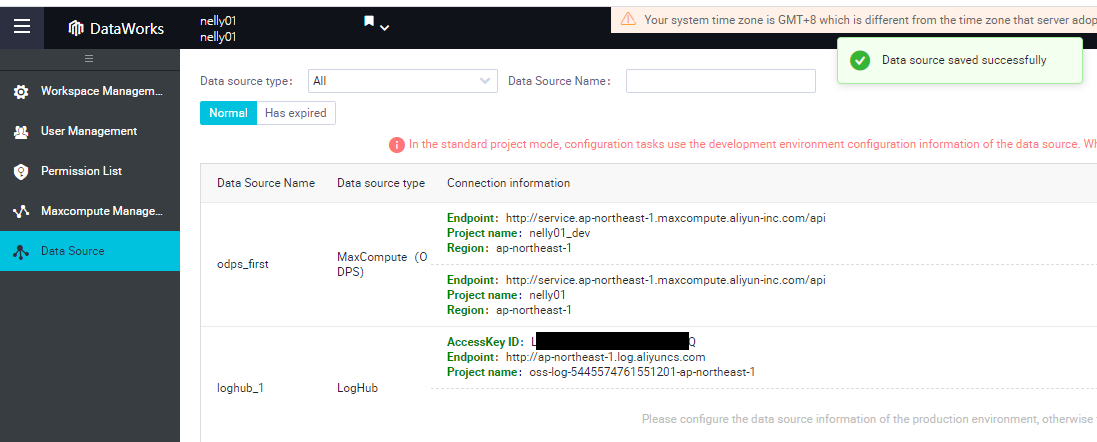 DataWorks
nelly01
nelly01
Your system time zone is GMT+8 which is different from the time zone that server adop
Data source saved successfully
Workspace Managem...
User Management
Permission List
Maxcompute Manage...
Data Source
Data source type:
All
Data Source Name:
Normal
Has expired
In the standard project mode, configuration tasks use the development environment configuration information of the data source. Wh
Data Source Name
Data source type
Connection information
odps_first
MaxCompute（O
DPS)
Endpoint: http://service.ap-northeast-1.maxcompute.aliyun-inc.com/api
Project name: nelly01_dev
Region: ap-northeast-1
Endpoint: http://service.ap-northeast-1.maxcompute.aliyun-inc.com/api
Project name: nelly01
Region: ap-northeast-1
loghub_1
LogHub
AccessKey ID: L Q
Endpoint: http://ap-northeast-1.log.aliyuncs.com
Project name: oss-log-5445574761551201-ap-northeast-1
Please configure the data source information of the production environment, otherwise